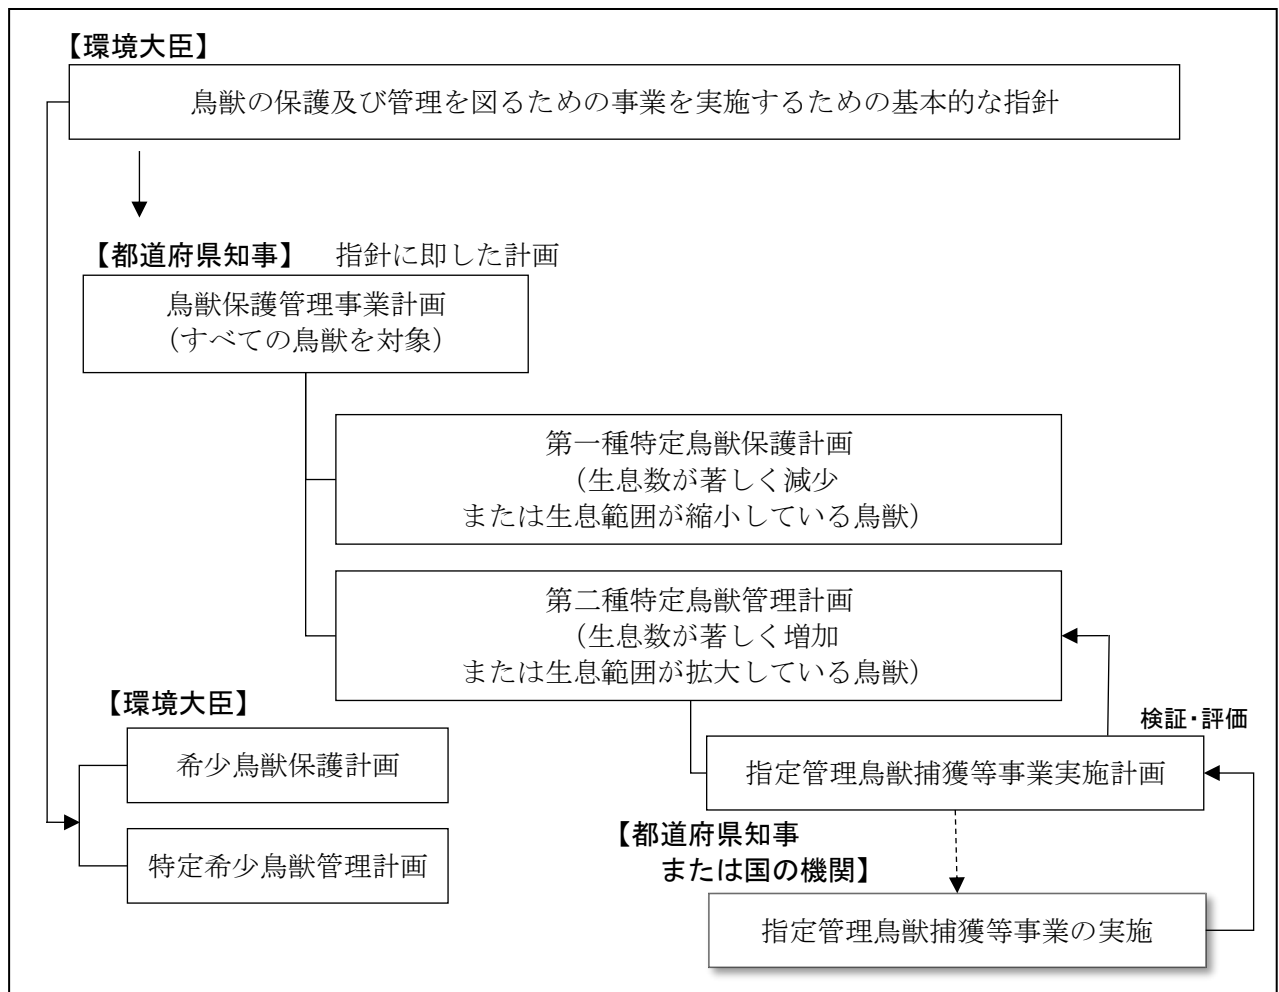 【環境大臣】
鳥獣の保護及び管理を図るための事業を実施するための基本的な指針
【都道府県知事】 指針に即した計画
鳥獣保護管理事業計画
（すべての鳥獣を対象）
第一種特定鳥獣保護計画
（生息数が著しく減少
または生息範囲が縮小している鳥獣）
第二種特定鳥獣管理計画
（生息数が著しく増加
または生息範囲が拡大している鳥獣）
【環境大臣】
希少鳥獣保護計画
特定希少鳥獣管理計画
検証・評価
指定管理鳥獣捕獲等事業実施計画
【都道府県知事
または国の機関】
指定管理鳥獣捕獲等事業の実施